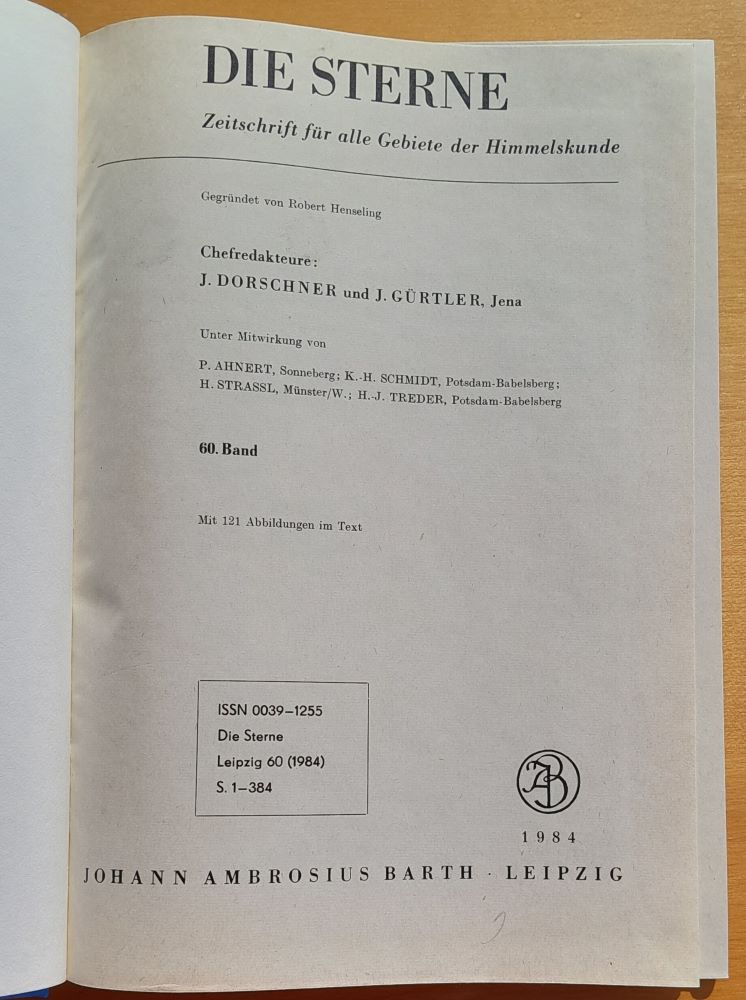 DIE STERNE
Zeitschrift für alle Gebiete der Himmelskunde
Gegründet von Robert Henseling
Chefredakteure:
J. DORSCHNER und J. GÜRTLER, Jena
Unter Mitwirkung von
P. AHNERT, Sonneberg; K.-H. SCHMIDT, Potsdam-Babelsberg;
H. STRASSL, Münster/W.; H.-J. TREDER, Potsdam-Babelsberg
60. Band
Mit 121 Abbildungen im Text
ISSN 0039–1255
Die Sterne
Leipzig 60 (1984)
S. 1–384
JAB
1984
JOHANN AMBROSIUS BARTH · LEIPZIG